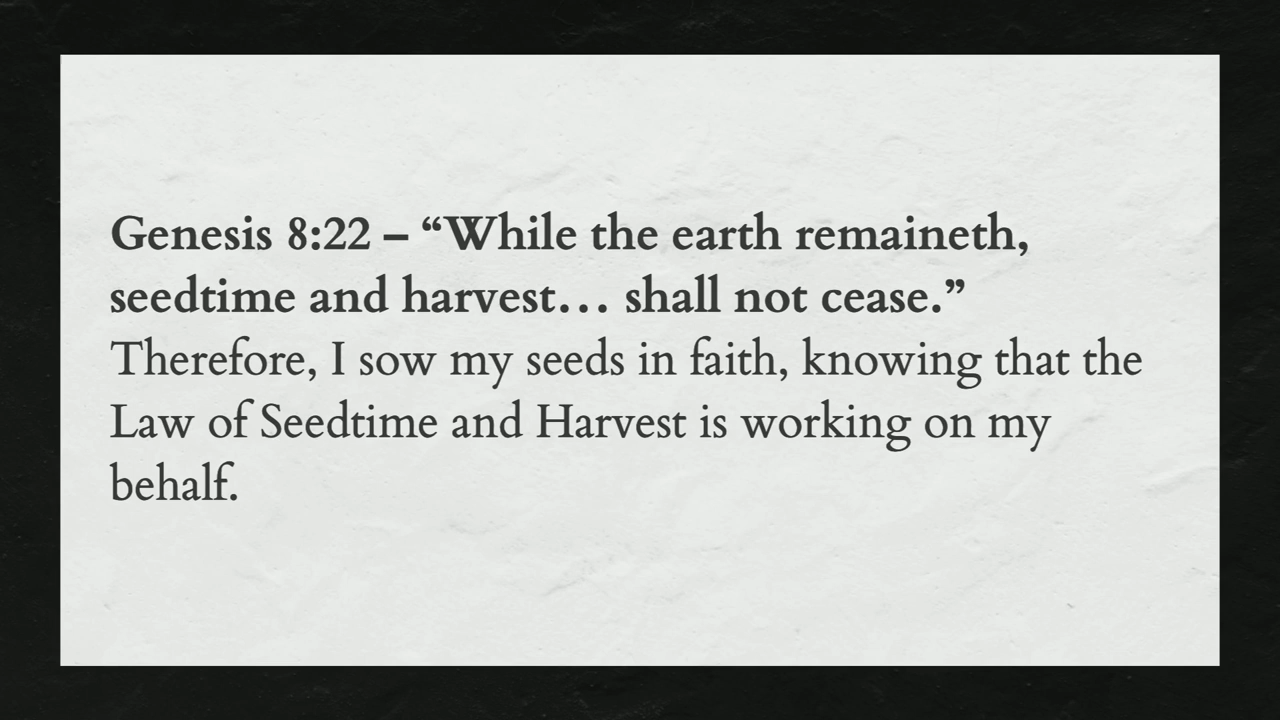 Genesis 8:22 – “While the earth remaineth,
seedtime and harvest… shall not cease.”
Therefore, I sow my seeds in faith, knowing that the
Law of Seedtime and Harvest is working on my
behalf.